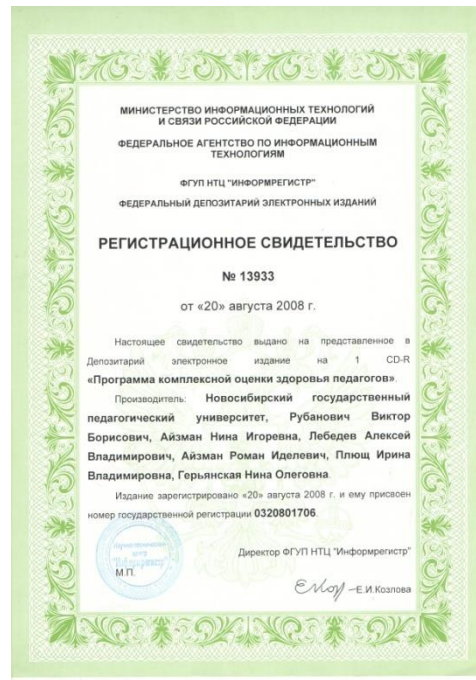 МИНИСТЕРСТВО ИНФОРМАЦИОННЫХ ТЕХНОЛОГИЙ
И СВЯЗИ РОССИЙСКОЙ ФЕДЕРАЦИИ
ФЕДЕРАЛЬНОЕ АГЕНТСТВО ПО ИНФОРМАЦИОННЫМ
ТЕХНОЛОГИЯМ
ФГУП НТЦ "ИНФОРМРЕГИСТР"
ФЕДЕРАЛЬНЫЙ ДЕПОЗИТАРИЙ ЭЛЕКТРОННЫХ ИЗДАНИЙ
РЕГИСТРАЦИОННОЕ СВИДЕТЕЛЬСТВО
№ 13933
от «20» августа 2008 г.
Настоящее свидетельство выдано на представленное в
Депозитарий электронное издание на 1 CD-R
«Программа комплексной оценки здоровья педагогов».
Производитель: Новосибирский государственный
педагогический университет, Рубанович Виктор
Борисович, Айзман Нина Игоревна, Лебедев Алексей
Владимирович, Айзман Роман Иделевич, Плющ Ирина
Владимировна, Герьянская Нина Олеговна.
Издание зарегистрировано «20» августа 2008 г. и ему присвоен
номер государственной регистрации 0320801706.
Научно-технический
центр
"Информрегистр"
Директор ФГУП НТЦ "Информрегистр"
М.П.
Е.И.Козлова